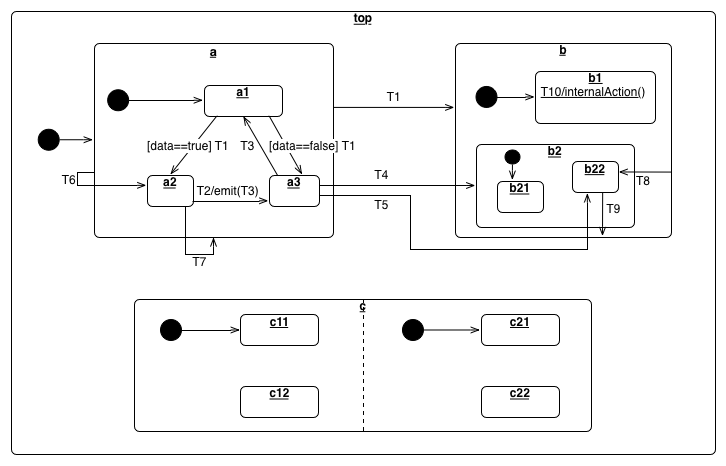 top
a
b
a1
b1
T10/internalAction()
T1
[data==true] T1
T3
[data==false] T1
b2
T6
a2
T2/emit(T3)
a3
T4
T5
b21
b22
T8
T9
T7
c
c11
c21
c12
c22